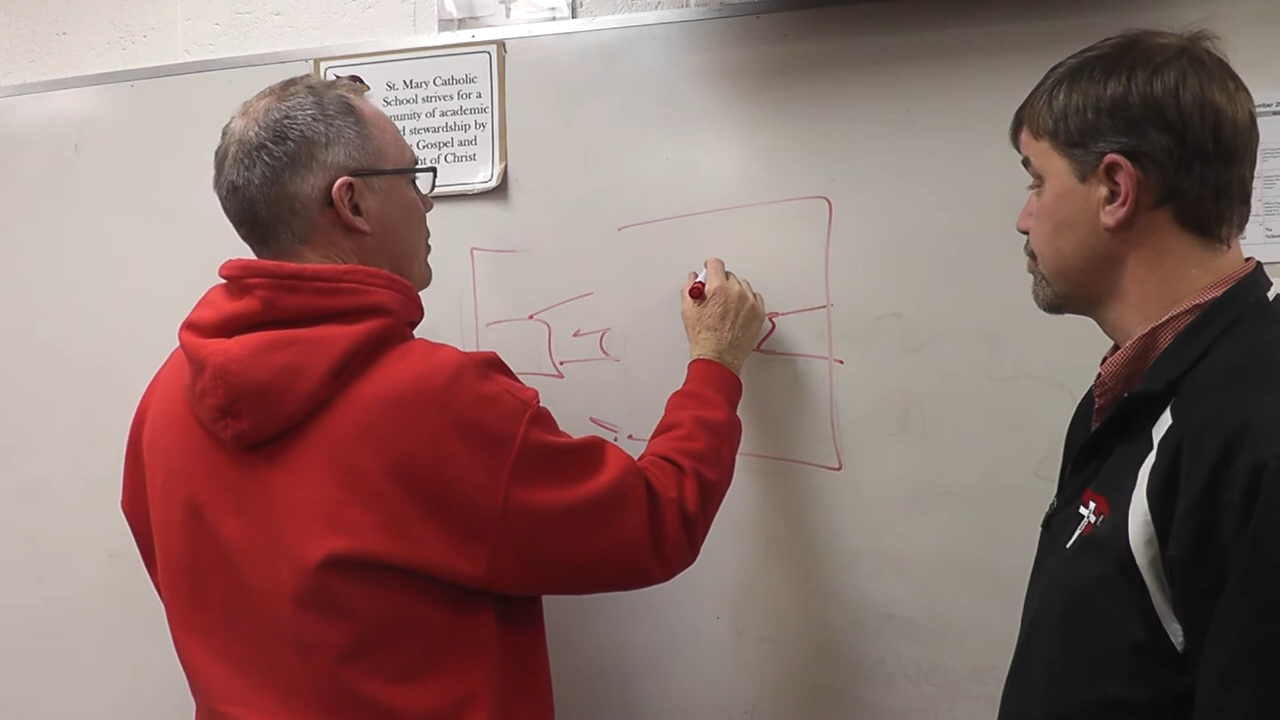 St. Mary Catholic
School strives for a
nunity of academic
d stewardship by
Gospel and
ht of Christ